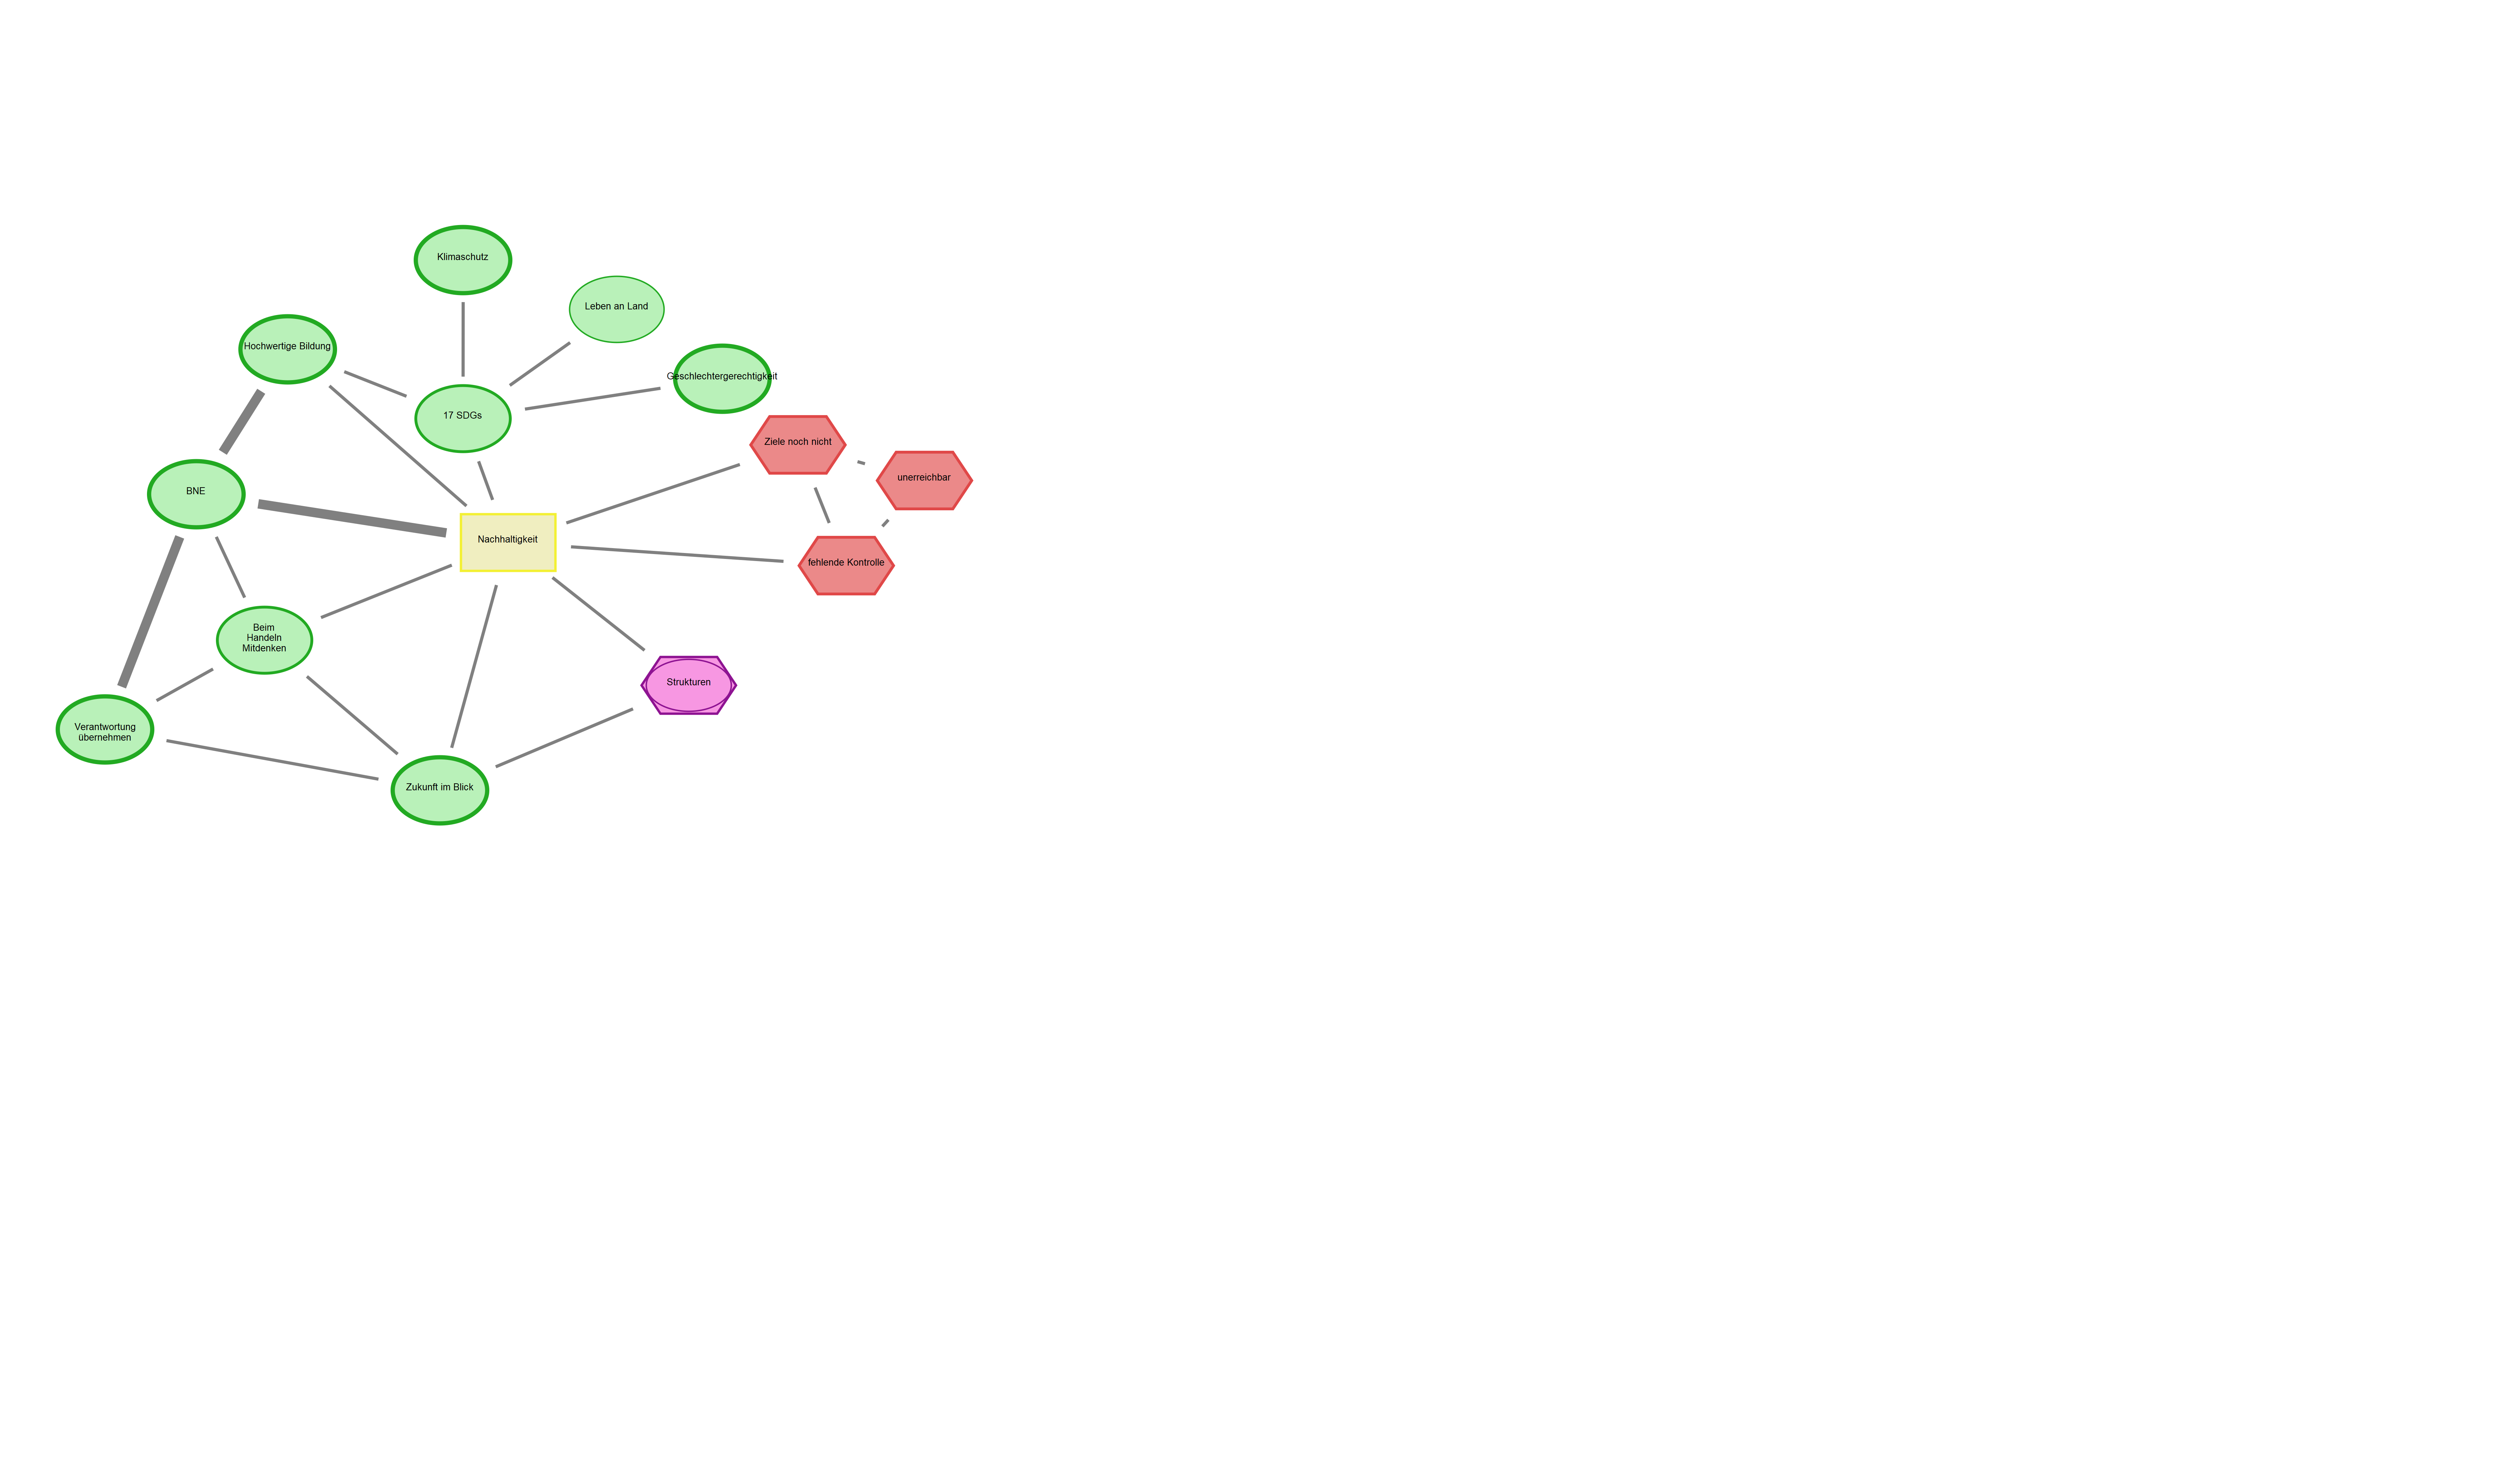 Klimaschutz
Leben an Land
Hochwertige Bildung
Geschlechtergerechtigkeit
17 SDGs
Ziele noch nicht
unerreichbar
BNE
Nachhaltigkeit
fehlende Kontrolle
Beim
Handeln
Mitdenken
Strukturen
Verantwortung
übernehmen
Zukunft im Blick